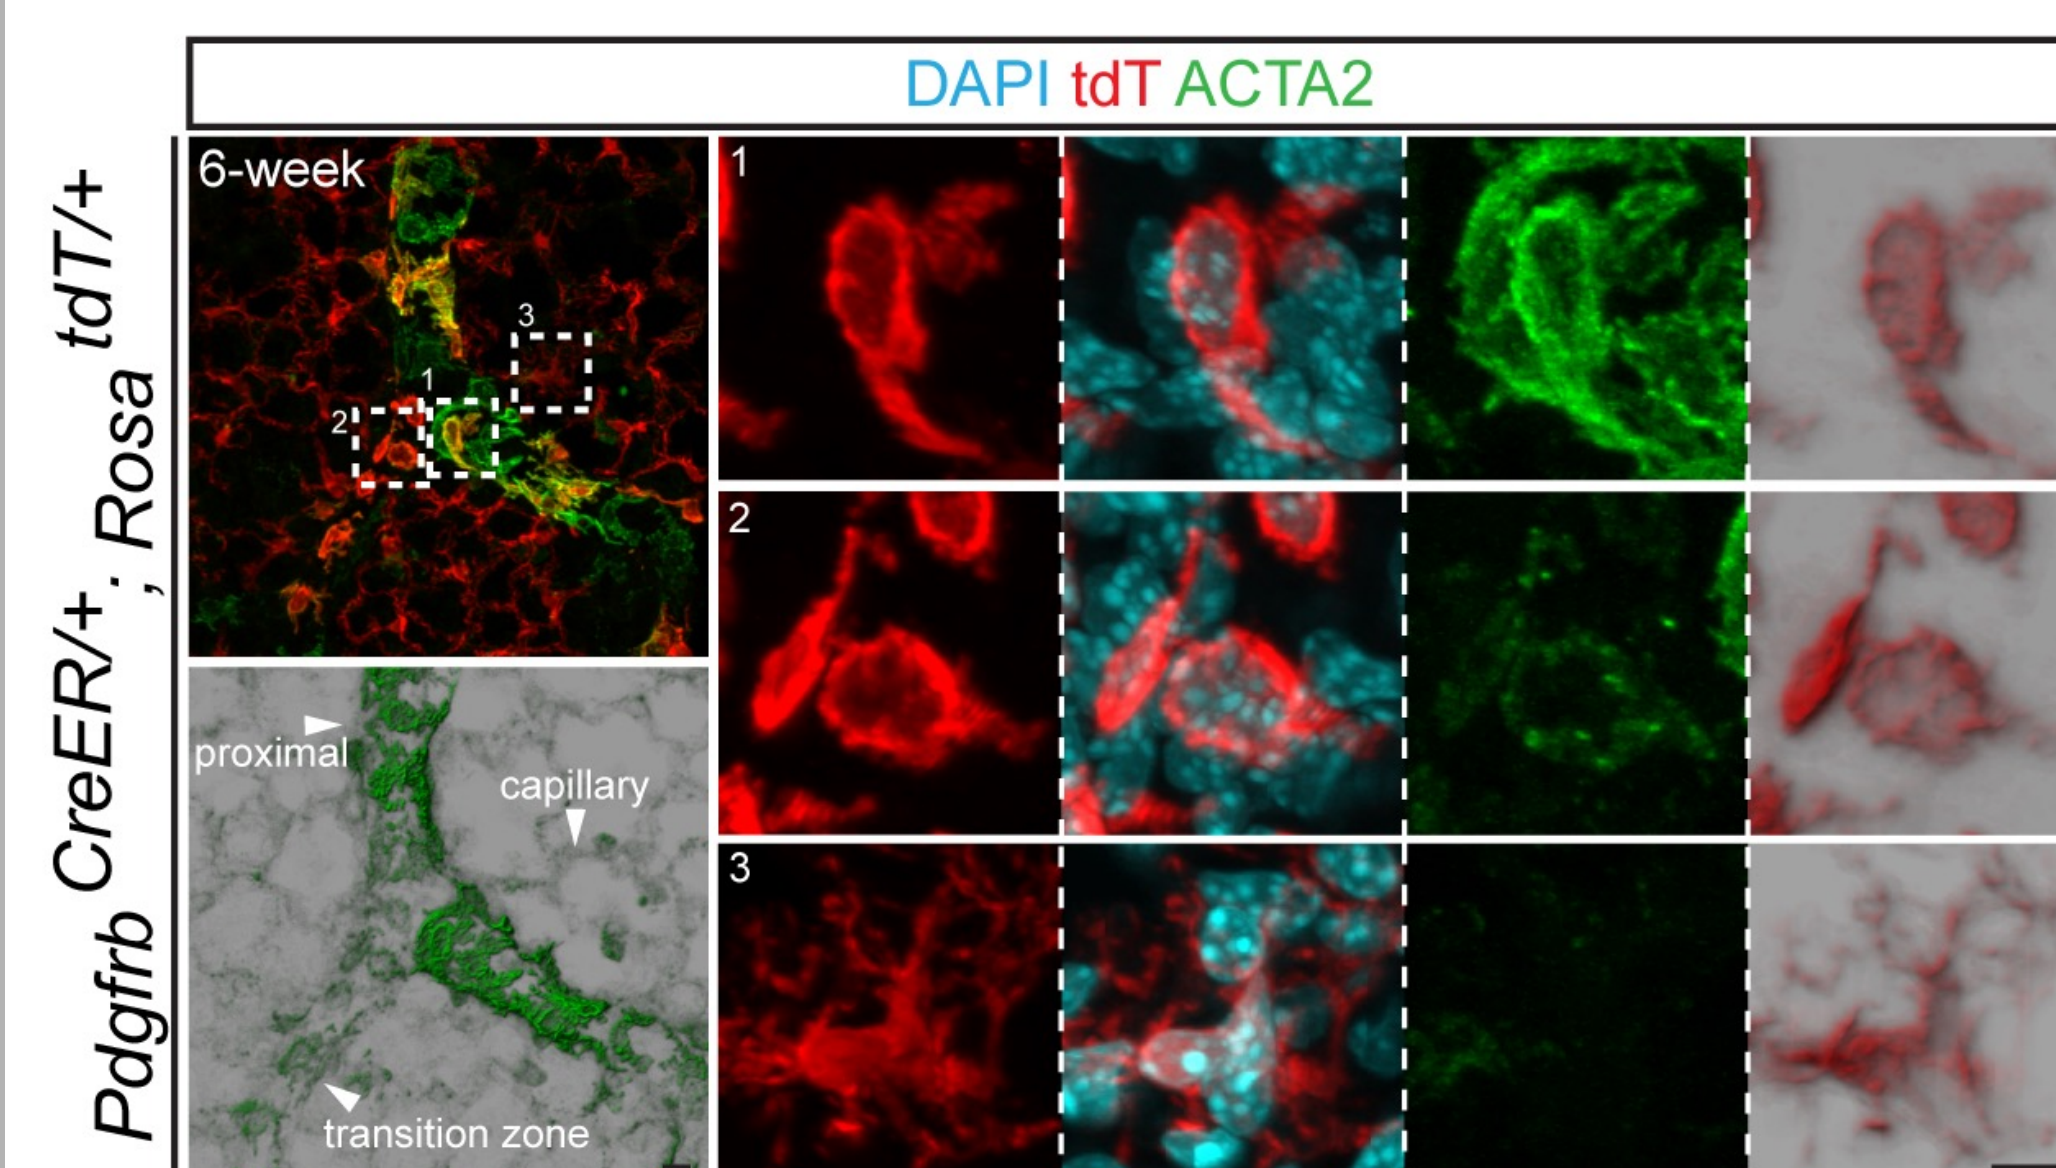 DAPI tdT ACTA2
Pdgfrb CreER/+; Rosa tdT/+
6-week
3
1
2
proximal
capillary
transition zone
1
2
3